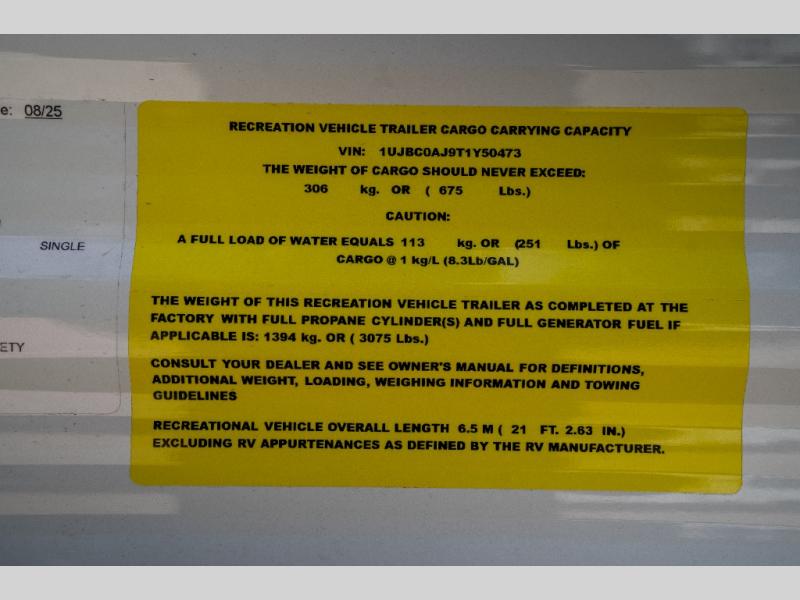 e: 08/25
SINGLE
ETY
RECREATION VEHICLE TRAILER CARGO CARRYING CAPACITY
VIN: 1UJBC0AJ9T1Y50473
THE WEIGHT OF CARGO SHOULD NEVER EXCEED:
306 kg. OR ( 675 Lbs.)
CAUTION:
A FULL LOAD OF WATER EQUALS 113 kg. OR (251 Lbs.) OF
CARGO @ 1 kg/L (8.3Lb/GAL)
THE WEIGHT OF THIS RECREATION VEHICLE TRAILER AS COMPLETED AT THE
FACTORY WITH FULL PROPANE CYLINDER(S) AND FULL GENERATOR FUEL IF
APPLICABLE IS: 1394 kg. OR ( 3075 Lbs.)
CONSULT YOUR DEALER AND SEE OWNER'S MANUAL FOR DEFINITIONS,
ADDITIONAL WEIGHT, LOADING, WEIGHING INFORMATION AND TOWING
GUIDELINES
RECREATIONAL VEHICLE OVERALL LENGTH 6.5 M ( 21 FT. 2.63 IN.)
EXCLUDING RV APPURTENANCES AS DEFINED BY THE RV MANUFACTURER.